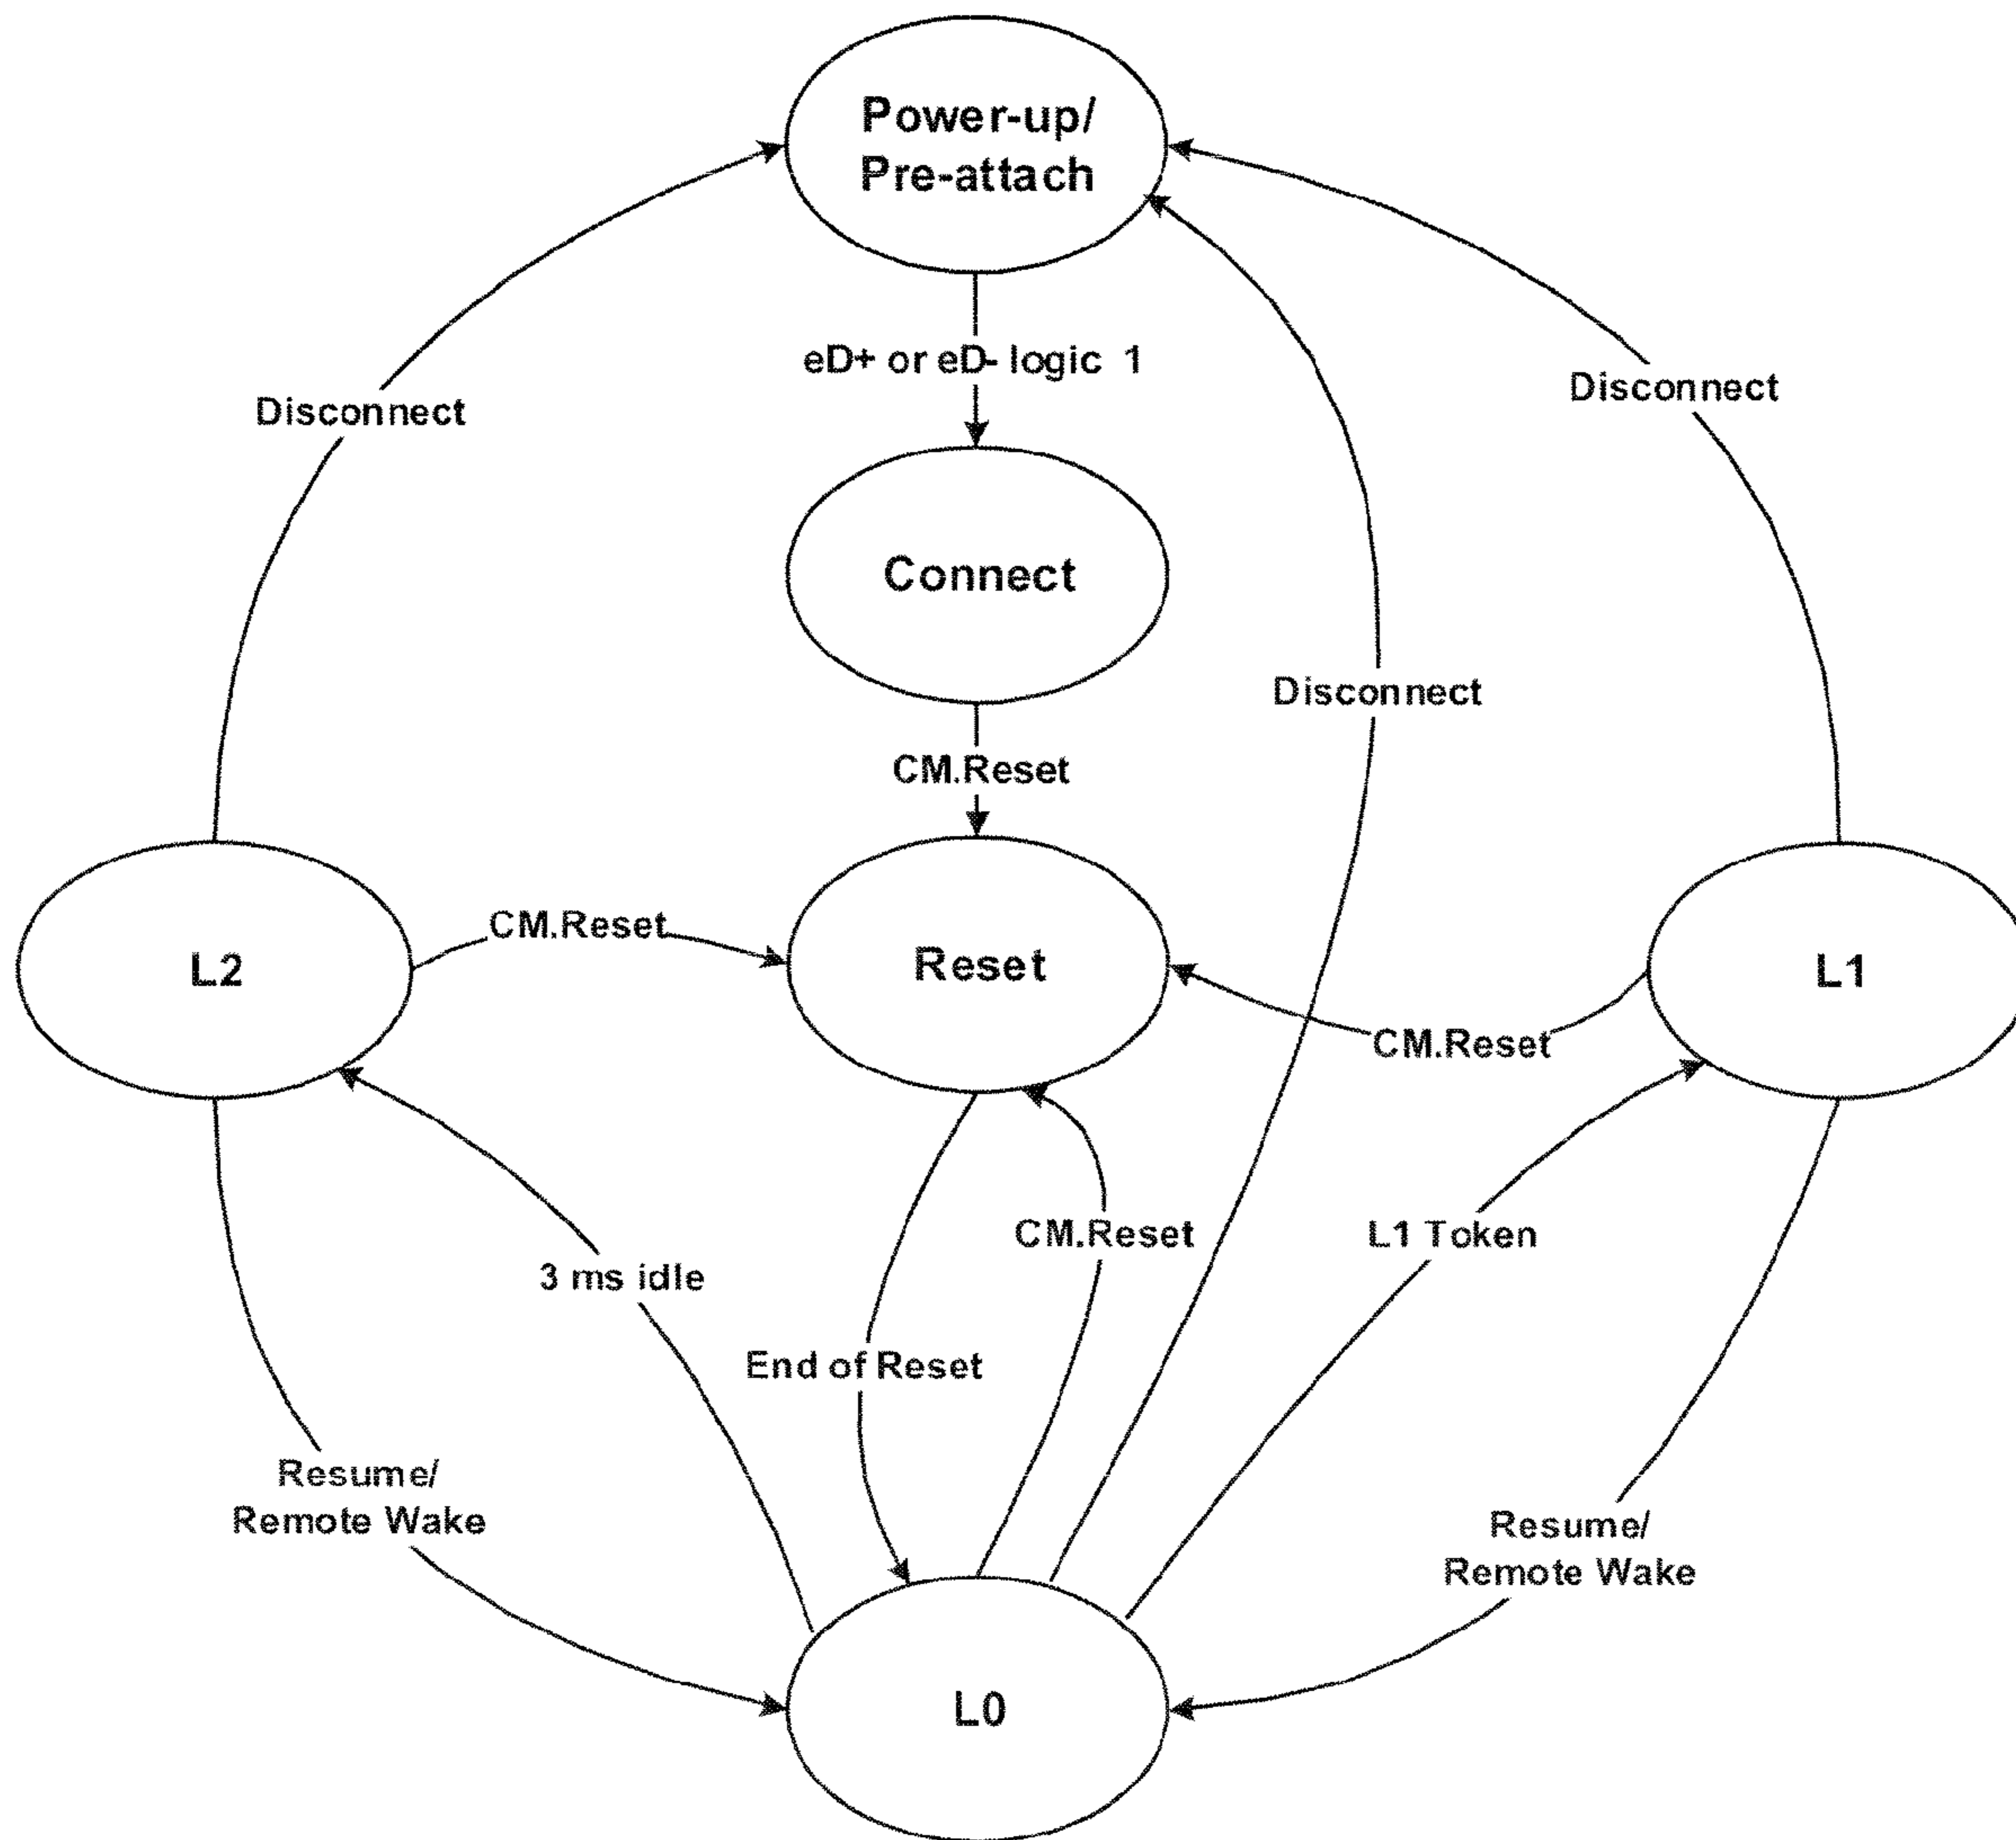 Power-up/
Pre-attach
eD+ or eD- logic 1
Disconnect
Disconnect
Connect
Disconnect
CM.Reset
CM.Reset
L2
Reset
L1
CM.Reset
CM.Reset
L1 Token
3 ms idle
End of Reset
Resume/
Remote Wake
Resume/
Remote Wake
L0